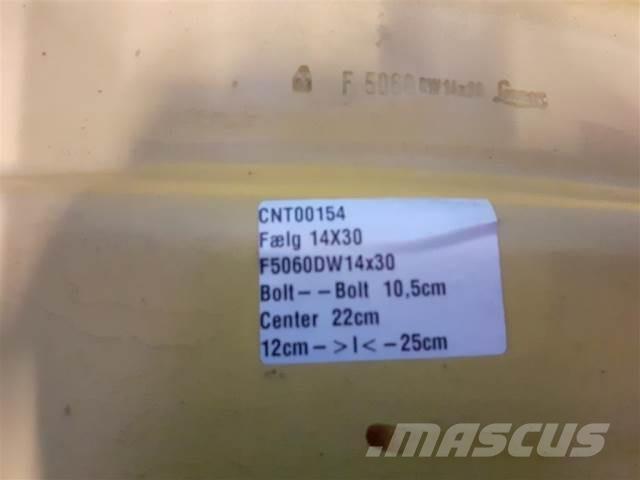 F 5060 DW14x30
CNT00154
Fælg 14X30
F5060DW14x30
Bolt--Bolt 10,5cm
Center 22cm
12cm->I<-25cm
MASCUS